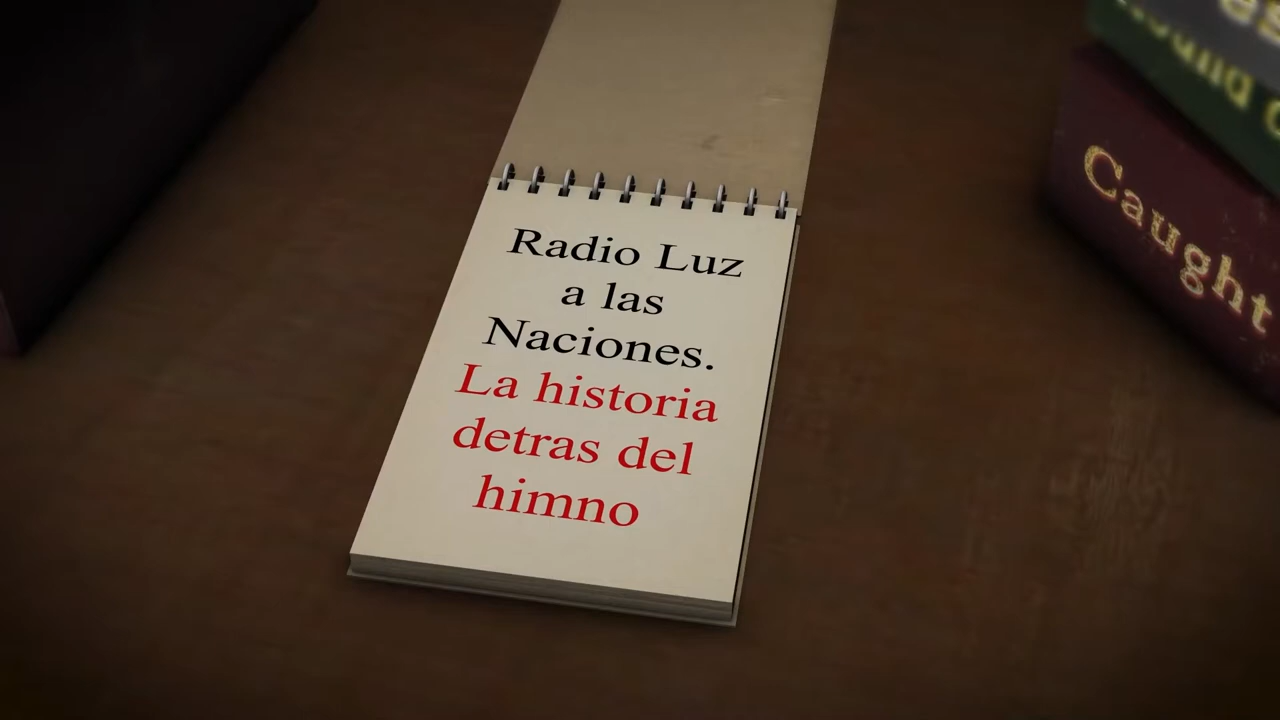 Radio Luz
a las
Naciones.
La historia
detras del
himno
Caught